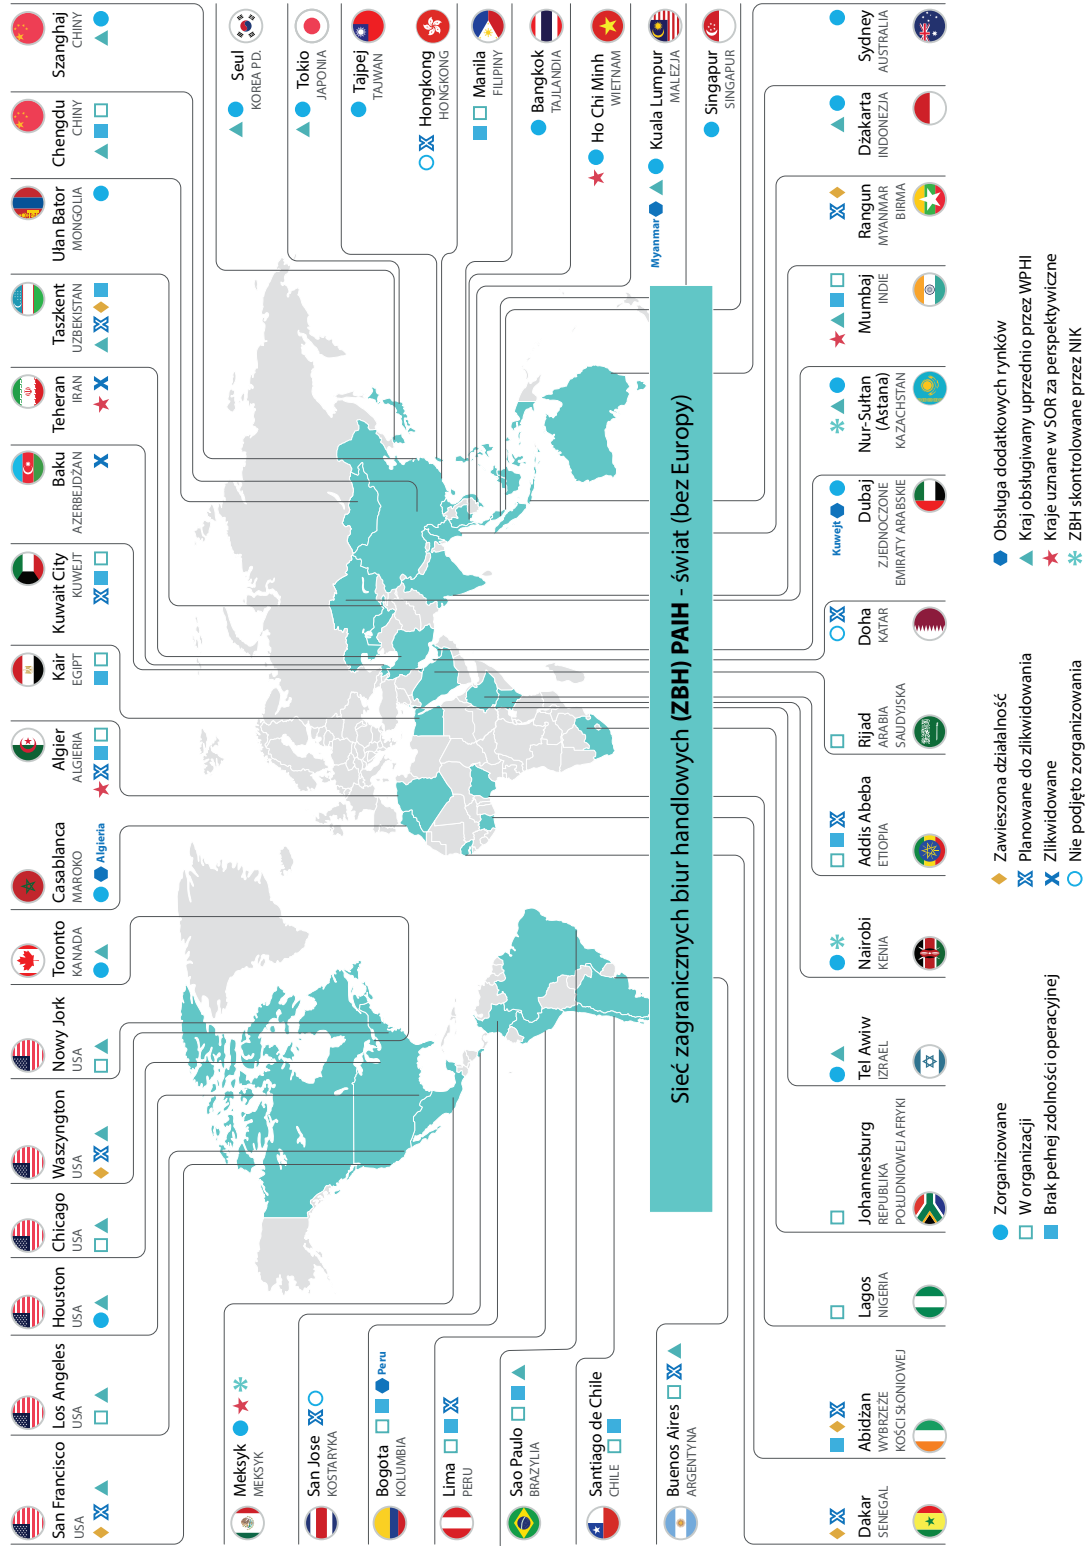 San Francisco
USA
Los Angeles
USA
Houston
USA
Chicago
USA
Waszyngton
USA
Nowy Jork
USA
Toronto
KANADA
Casablanca
MAROKO
Algieria
Algier
ALGIERIA
Kair
EGIPT
Kuwait City
KUWEJT
Baku
AZERBEJDŻAN
Teheran
IRAN
Taszkent
UZBEKISTAN
Ułan Bator
MONGOLIA
Chengdu
CHINY
Szanghaj
CHINY
Seul
KOREA PD.
Tokio
JAPONIA
Tajpej
TAJWAN
Hongkong
HONGKONG
Manila
FILIPINY
Bangkok
TAJLANDIA
Ho Chi Minh
WIETNAM
Myanmar
Kuala Lumpur
MALEZJA
Singapur
SINGAPUR
Meksyk
MEKSYK
San Jose
KOSTARYKA
Bogota
KOLUMBIA
Peru
Lima
PERU
Sao Paulo
BRAZYLIA
Santiago de Chile
CHILE
Buenos Aires
ARGENTYNA
Sieć zagranicznych biur handlowych (ZBH) PAIH - świat (bez Europy)
Dakar
SENEGAL
Abidżan
WYBRZEŻE
KOŚCI SŁONIOWEJ
Lagos
NIGERIA
Johannesburg
REPUBLIKA
POŁUDNIOWEJ AFRYKI
Tel Awiw
IZRAEL
Nairobi
KENIA
Addis Abeba
ETIOPIA
Rijad
ARABIA
SAUDYJSKA
Doha
KATAR
Kuwejt
Dubaj
ZJEDNOCZONE
EMIRATY ARABSKIE
Nur-Sułtan
(Astana)
KAZACHSTAN
Mumbaj
INDIE
Rangun
MYANMAR
BIRMA
Dżakarta
INDONEZJA
Sydney
AUSTRALIA
Zorganizowane
W organizacji
Brak pełnej zdolności operacyjnej
Zawieszona działalność
Planowane do zlikwidowania
Zlikwidowane
Nie podjęto zorganizowania
Obsługa dodatkowych rynków
Kraj obsługiwany uprzednio przez WPHI
Kraje uznane w SOR za perspektywiczne
ZBH skontrolowane przez NIK